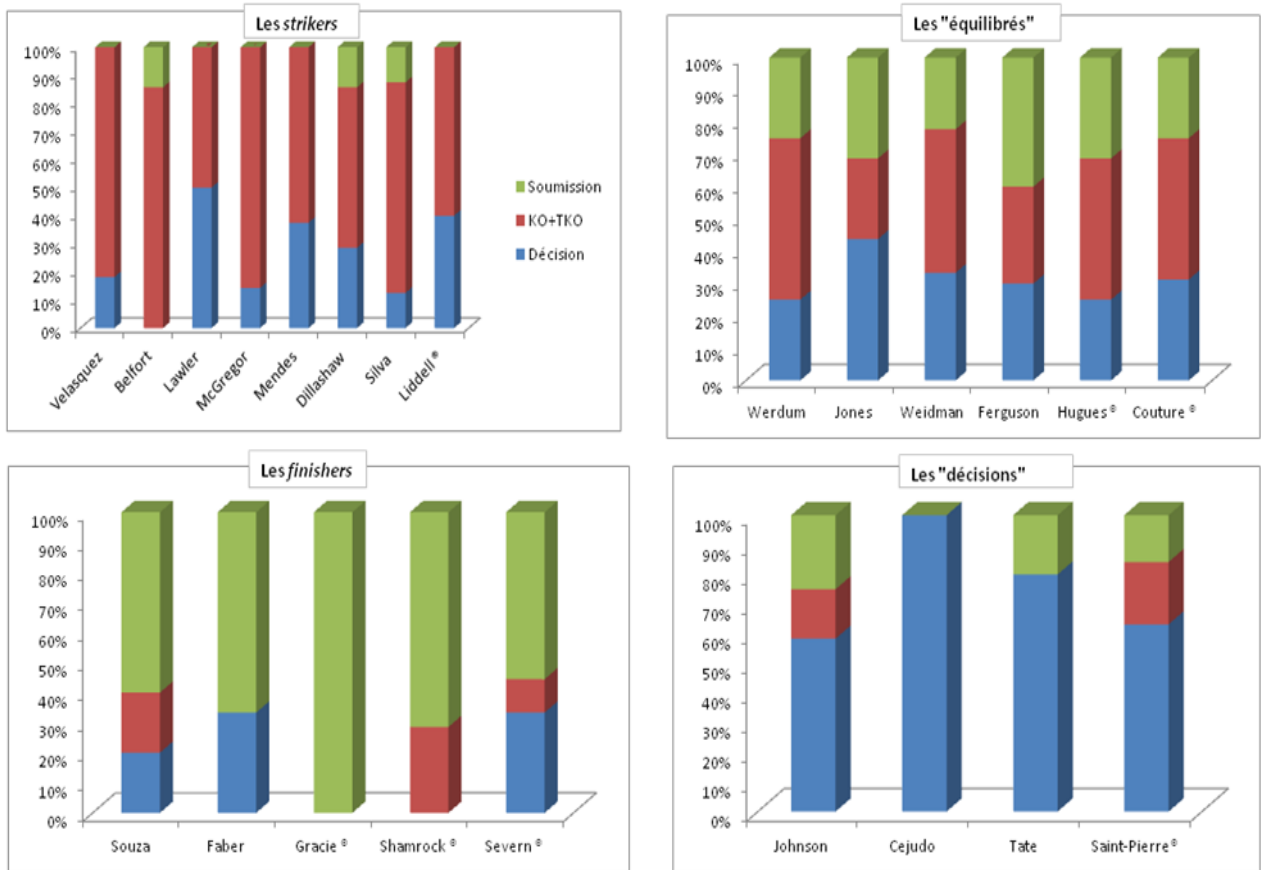 Les strikers
100%
90%
80%
70%
60%
50%
40%
30%
20%
10%
0%
Velasquez
Belfort
Lawler
McGregor
Mendes
Dillashaw
Silva
Liddell ®
Soumission
KO+TKO
Décision
Les "équilibrés"
100%
90%
80%
70%
60%
50%
40%
30%
20%
10%
0%
Werdum Jones Weidman Ferguson Hugues ® Couture ®
Les finishers
100%
90%
80%
70%
60%
50%
40%
30%
20%
10%
0%
Souza Faber Gracie ® Shamrock ® Severn ®
Les "décisions"
100%
90%
80%
70%
60%
50%
40%
30%
20%
10%
0%
Johnson Cejudo Tate Saint-Pierre ®